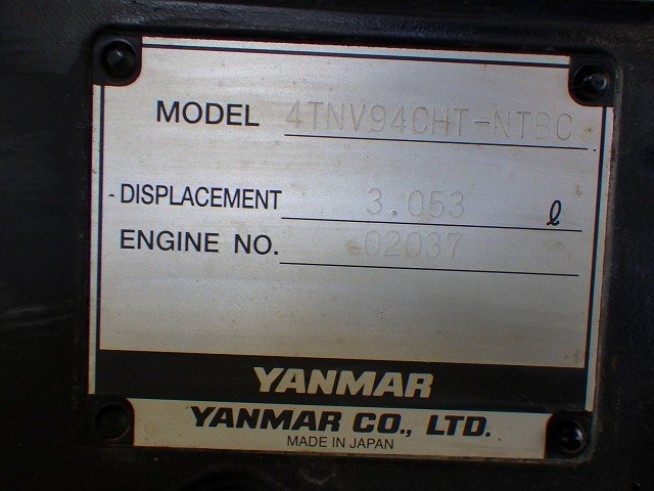 MODEL 4TNV94CHT-NTBC
- DISPLACEMENT 3.053 ℓ
ENGINE NO. 02037
YANMAR
YANMAR CO., LTD.
MADE IN JAPAN